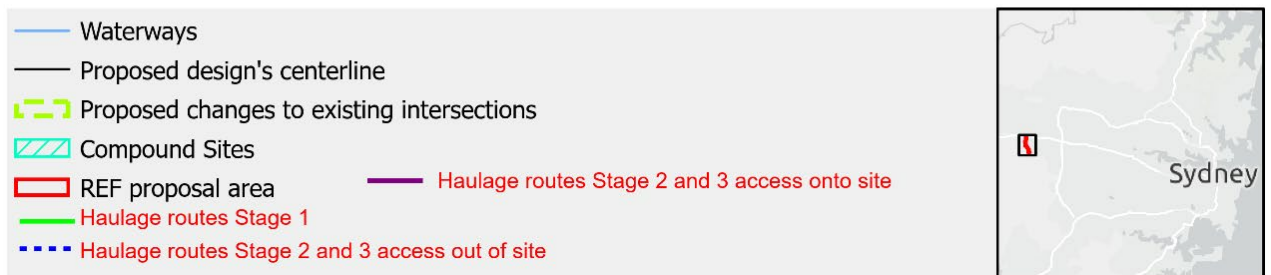 Waterways
Proposed design's centerline
Proposed changes to existing intersections
Compound Sites
REF proposal area
Haulage routes Stage 2 and 3 access onto site
Haulage routes Stage 1
Haulage routes Stage 2 and 3 access out of site
Sydney